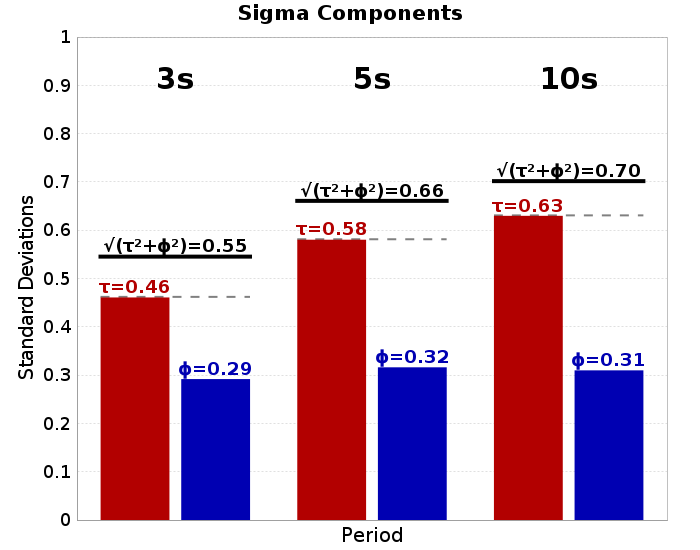 Sigma Components
1
0.9
0.8
0.7
0.6
0.5
0.4
0.3
0.2
0.1
0
Standard Deviations
3s
5s
10s
√(τ²+ϕ²)=0.55
τ=0.46
ϕ=0.29
√(τ²+ϕ²)=0.66
τ=0.58
ϕ=0.32
√(τ²+ϕ²)=0.70
τ=0.63
ϕ=0.31
Period